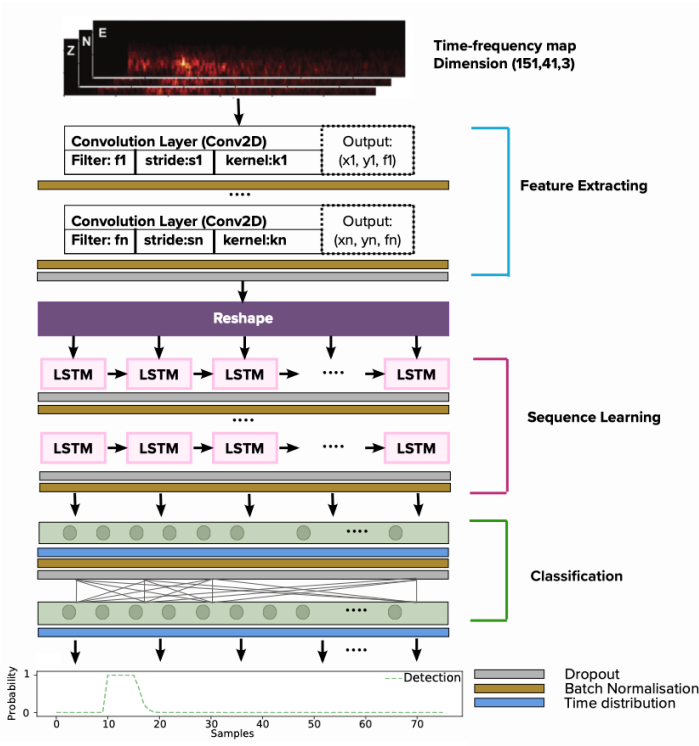 Z
N
E
Time-frequency map
Dimension (151,41,3)
Convolution Layer (Conv2D)
Filter: f1
stride:s1
kernel:k1
Output:
(x1, y1, f1)
....
Convolution Layer (Conv2D)
Filter: fn
stride:sn
kernel:kn
Output:
(xn, yn, fn)
Feature Extracting
Reshape
LSTM LSTM LSTM .... LSTM
....
LSTM LSTM LSTM .... LSTM
Sequence Learning
....
....
Classification
....
Probability
1
0
Detection
0 10 20 30 40 50 60 70
Samples
Dropout
Batch Normalisation
Time distribution